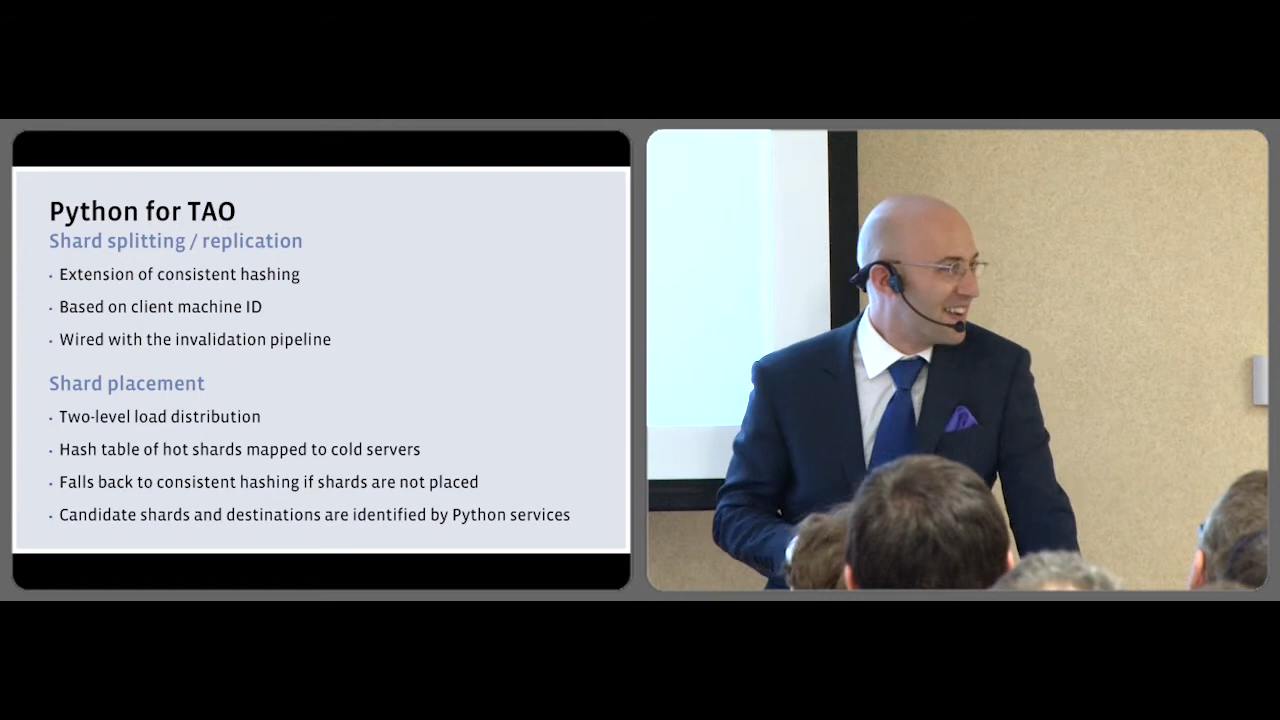 Python for TAO
Shard splitting / replication
· Extension of consistent hashing
· Based on client machine ID
· Wired with the invalidation pipeline
Shard placement
· Two-level load distribution
· Hash table of hot shards mapped to cold servers
· Falls back to consistent hashing if shards are not placed
· Candidate shards and destinations are identified by Python services